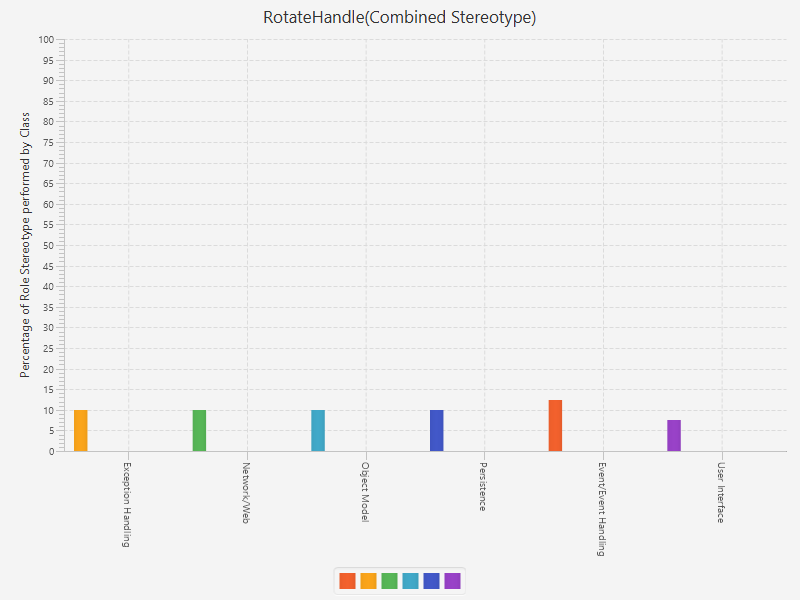 RotateHandle(Combined Stereotype)
Percentage of Role Stereotype performed by Class
100
95
90
85
80
75
70
65
60
55
50
45
40
35
30
25
20
15
10
5
0
Exception Handling
Network/Web
Object Model
Persistence
Event/Event Handling
User Interface